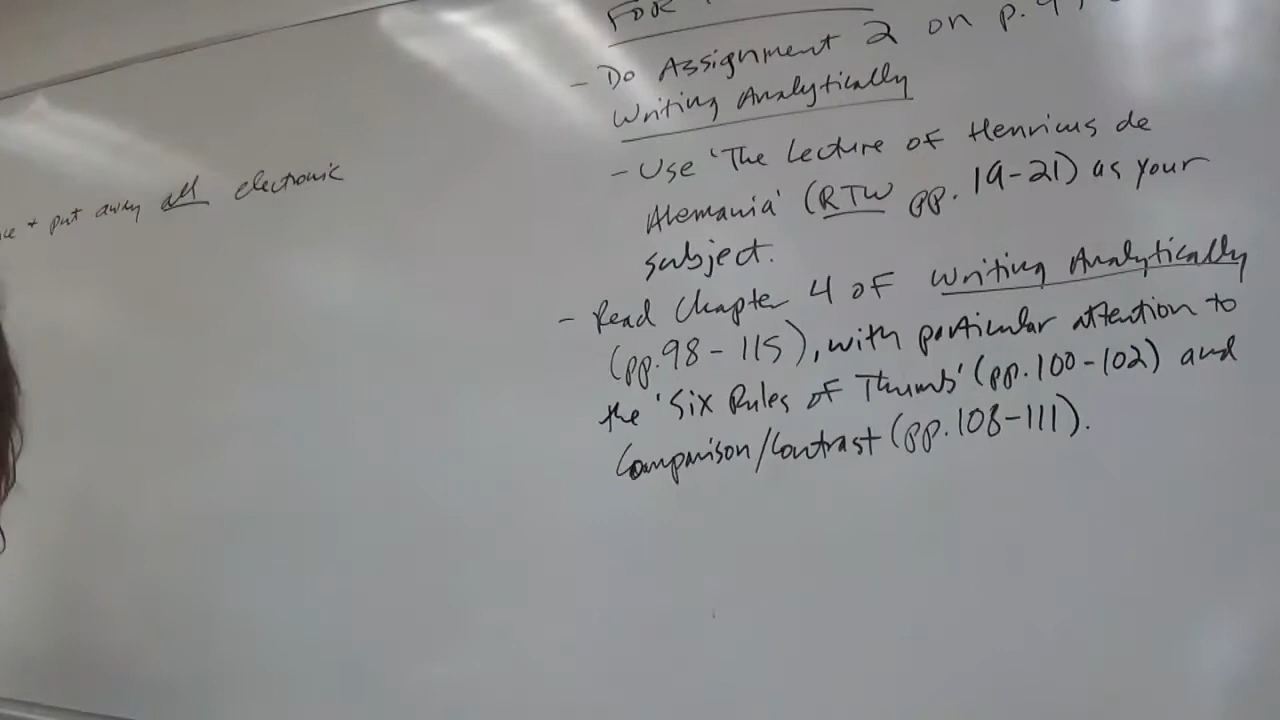 + put away all electronic
FOR
- Do Assignment 2 on p.
Writing Analytically
- Use 'The Lecture of Henricus de
Alemania' (RTW pp. 19-21) as your
subject.
- Read Chapter 4 of Writing Analytically
(pp. 98-115), with particular attention to
the 'Six Rules of Thumb' (pp. 100-102) and
Comparison/Contrast (pp. 108-111).